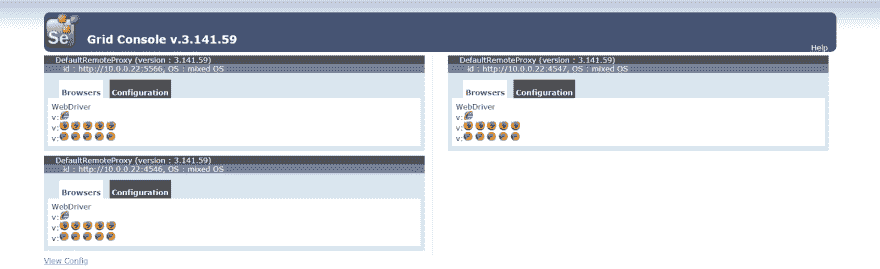 Se
Grid Console v.3.141.59
Help
DefaultRemoteProxy (version : 3.141.59)
id : http://10.0.0.22:5566, OS : mixed OS
Browsers Configuration
WebDriver
v:
v:
v:
DefaultRemoteProxy (version : 3.141.59)
id : http://10.0.0.22:4547, OS : mixed OS
Browsers Configuration
WebDriver
v:
v:
v:
DefaultRemoteProxy (version : 3.141.59)
id : http://10.0.0.22:4546, OS : mixed OS
Browsers Configuration
WebDriver
v:
v:
v:
View Config